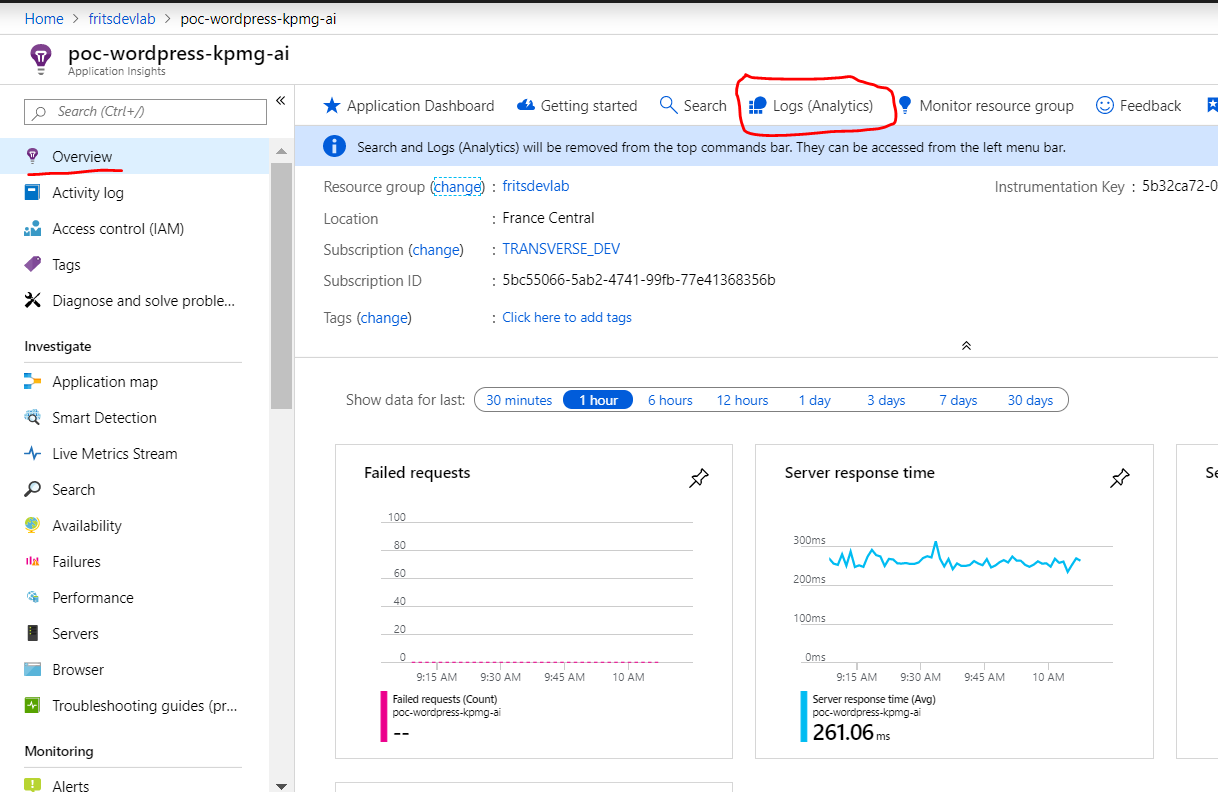 Home > fritsdevlab > poc-wordpress-kpmg-ai
poc-wordpress-kpmg-ai
Application Insights
Search (Ctrl+/)
Overview
Activity log
Access control (IAM)
Tags
Diagnose and solve proble...
Investigate
Application map
Smart Detection
Live Metrics Stream
Search
Availability
Failures
Performance
Servers
Browser
Troubleshooting guides (pr...
Monitoring
Alerts
Application Dashboard Getting started Search Logs (Analytics) Monitor resource group Feedback
Search and Logs (Analytics) will be removed from the top commands bar. They can be accessed from the left menu bar.
Resource group (change) : fritsdevlab
Instrumentation Key : 5b32ca72-0
Location : France Central
Subscription (change) : TRANSVERSE_DEV
Subscription ID : 5bc55066-5ab2-4741-99fb-77e41368356b
Tags (change) : Click here to add tags
Show data for last: 30 minutes 1 hour 6 hours 12 hours 1 day 3 days 7 days 30 days
Failed requests
100
80
60
40
20
0
9:15 AM 9:30 AM 9:45 AM 10 AM
Failed requests (Count)
poc-wordpress-kpmg-ai
--
Server response time
300ms
200ms
100ms
0ms
9:15 AM 9:30 AM 9:45 AM 10 AM
Server response time (Avg)
poc-wordpress-kpmg-ai
261.06 ms